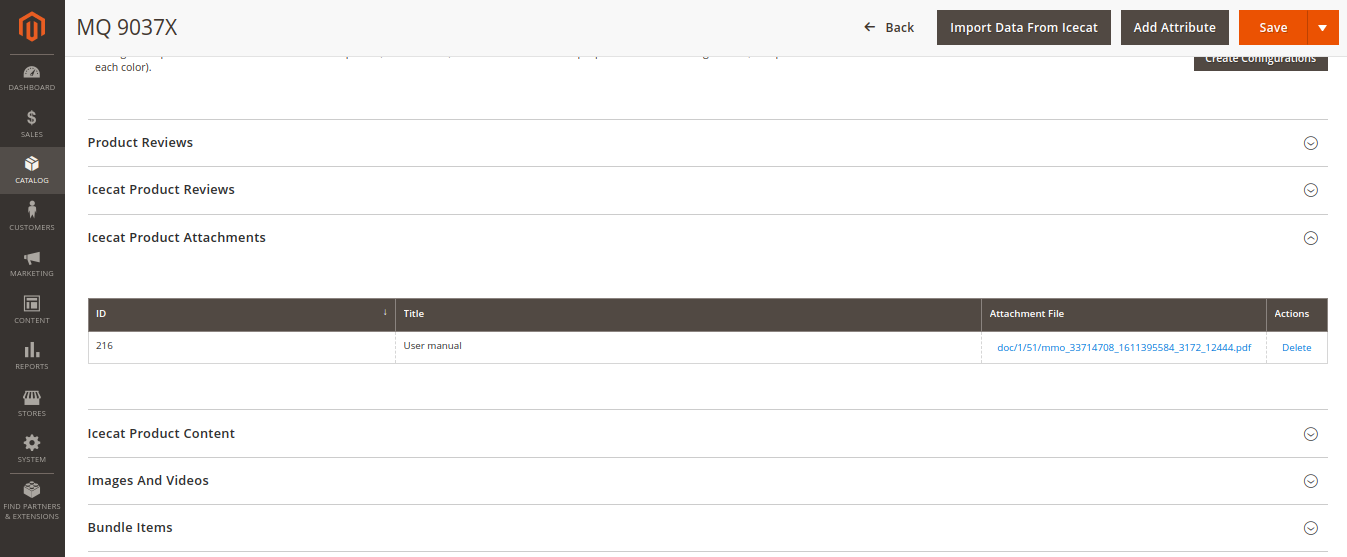 MQ 9037X
Back
Import Data From Icecat
Add Attribute
Save
DASHBOARD
SALES
CATALOG
CUSTOMERS
MARKETING
CONTENT
REPORTS
STORES
SYSTEM
FIND PARTNERS
& EXTENSIONS
each color).
Create Configurations
Product Reviews
Icecat Product Reviews
Icecat Product Attachments
ID ↓ Title Attachment File Actions
216 User manual doc/1/51/mmo_33714708_1611395584_3172_12444.pdf Delete
Icecat Product Content
Images And Videos
Bundle Items